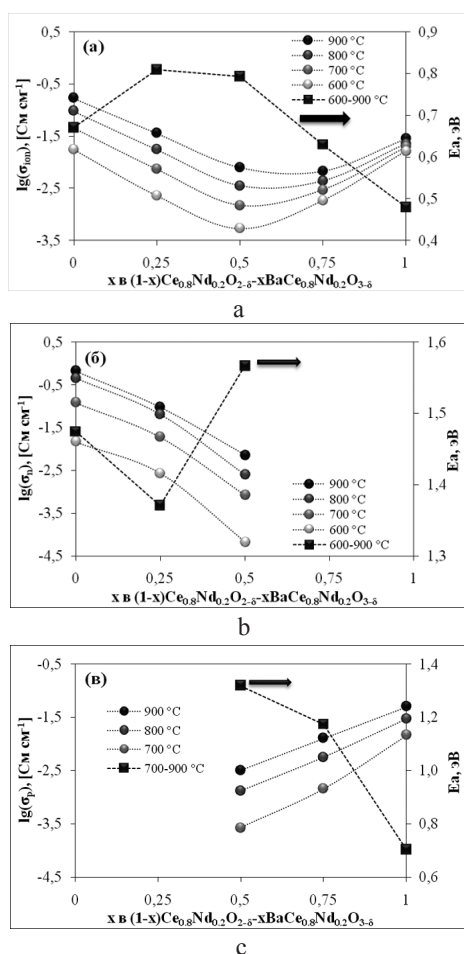 (а)
0,5
-0,5
-1,5
-2,5
-3,5
lg(σion), [См см-1]
900 °C
800 °C
700 °C
600 °C
600-900 °C
0,9
0,8
0,7
0,6
0,5
0,4
Ea, эВ
0 0,25 0,5 0,75 1
x в (1-x)Ce0.8Nd0.2O2-δ-xBaCe0.8Nd0.2O3-δ
a
(б)
0,5
-0,5
-1,5
-2,5
-3,5
-4,5
lg(σn), [См см-1]
900 °C
800 °C
700 °C
600 °C
600-900 °C
1,6
1,5
1,4
1,3
Ea, эВ
0 0,25 0,5 0,75 1
x в (1-x)Ce0.8Nd0.2O2-δ-xBaCe0.8Nd0.2O3-δ
b
(в)
-0,5
-1,5
-2,5
-3,5
-4,5
lg(σp), [См см-1]
900 °C
800 °C
700 °C
700-900 °C
1,4
1,2
1,0
0,8
0,6
Ea, эВ
0 0,25 0,5 0,75 1
x в (1-x)Ce0.8Nd0.2O2-δ-xBaCe0.8Nd0.2O3-δ
c